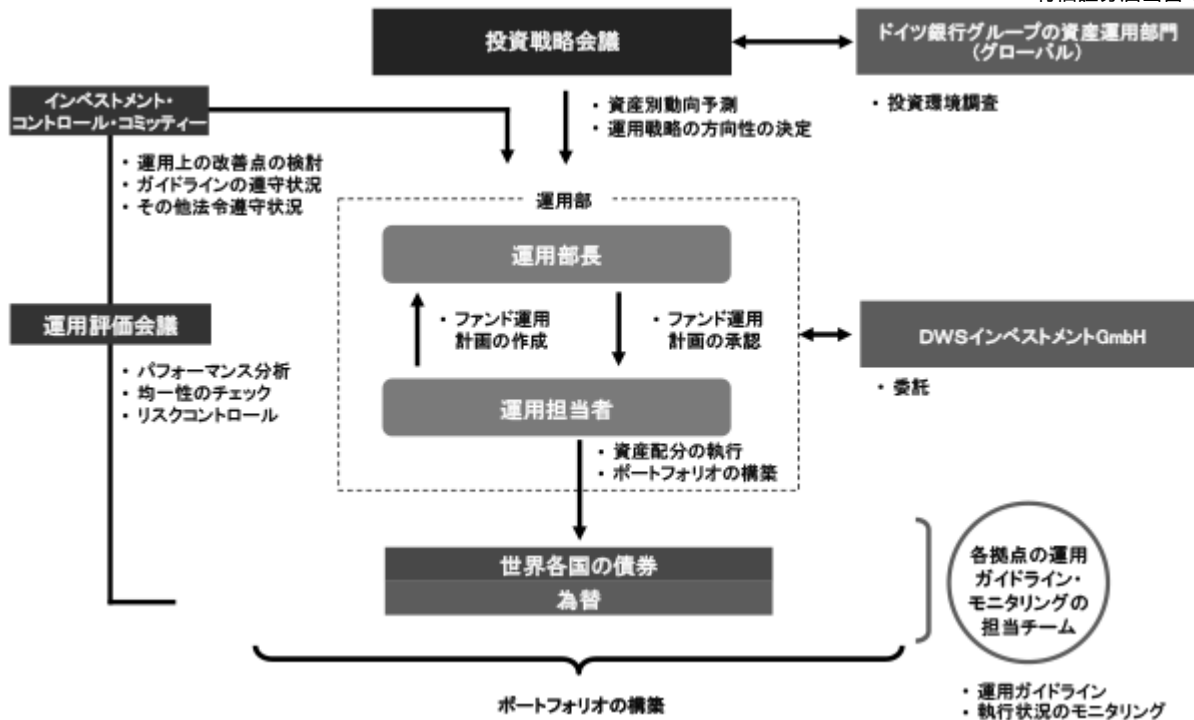 投資戦略会議
ドイツ銀行グループの資産運用部門
(グローバル)
・資産別動向予測
・運用戦略の方向性の決定
・投資環境調査
インベストメント・
コントロール・コミッティー
・運用上の改善点の検討
・ガイドラインの遵守状況
・その他法令遵守状況
運用部
運用部長
・ファンド運用
計画の作成
・ファンド運用
計画の承認
運用評価会議
・パフォーマンス分析
・均一性のチェック
・リスクコントロール
DWSインベストメントGmbH
・委託
運用担当者
・資産配分の執行
・ポートフォリオの構築
世界各国の債券
為替
各拠点の運用
ガイドライン・
モニタリングの
担当チーム
・運用ガイドライン
・執行状況のモニタリング
ポートフォリオの構築